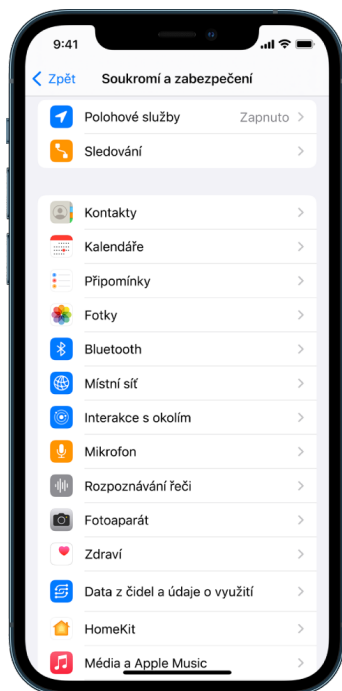 9:41
Zpět Soukromí a zabezpečení
Polohové služby Zapnuto
Sledování
Kontakty
Kalendáře
Připomínky
Fotky
Bluetooth
Místní síť
Interakce s okolím
Mikrofon
Rozpoznávání řeči
Fotoaparát
Zdraví
Data z čidel a údaje o využití
HomeKit
Média a Apple Music